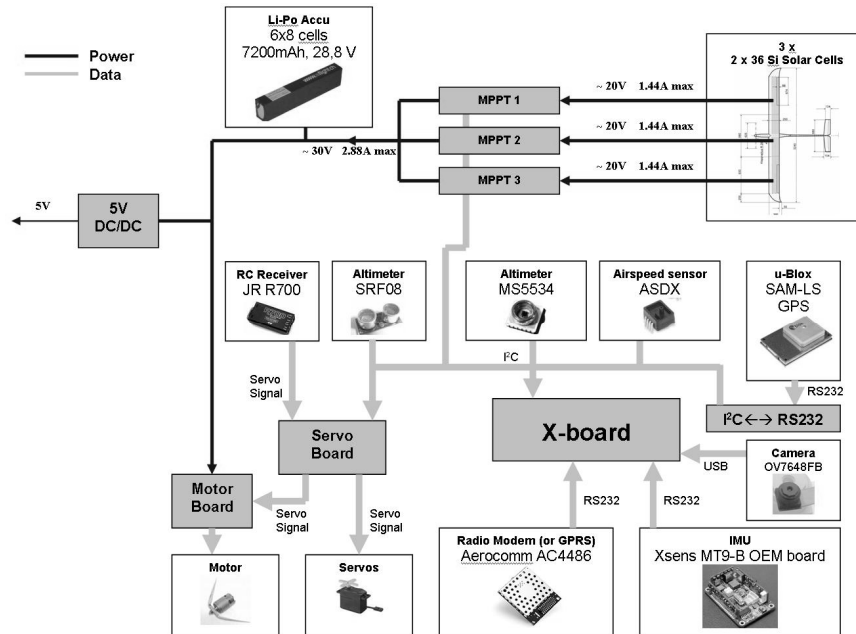 Power
Data
Li-Po Accu
6x8 cells
7200mAh, 28,8 V
3 x
2 x 36 Si Solar Cells
MPPT 1
~ 20V 1.44A max
MPPT 2
~ 20V 1.44A max
~ 30V 2.88A max
MPPT 3
~ 20V 1.44A max
5V
5V
DC/DC
RC Receiver
JR R700
Altimeter
SRF08
Altimeter
MS5534
Airspeed sensor
ASDX
u-Blox
SAM-LS
GPS
I²C
Servo
Signal
RS232
I²C←→ RS232
X-board
Servo
Board
Camera
OV7648FB
USB
Motor
Board
Servo
Signal
Servo
Signal
RS232
RS232
Motor
Servos
Radio Modem (or GPRS)
Aerocomm AC4486
IMU
Xsens MT9-B OEM board